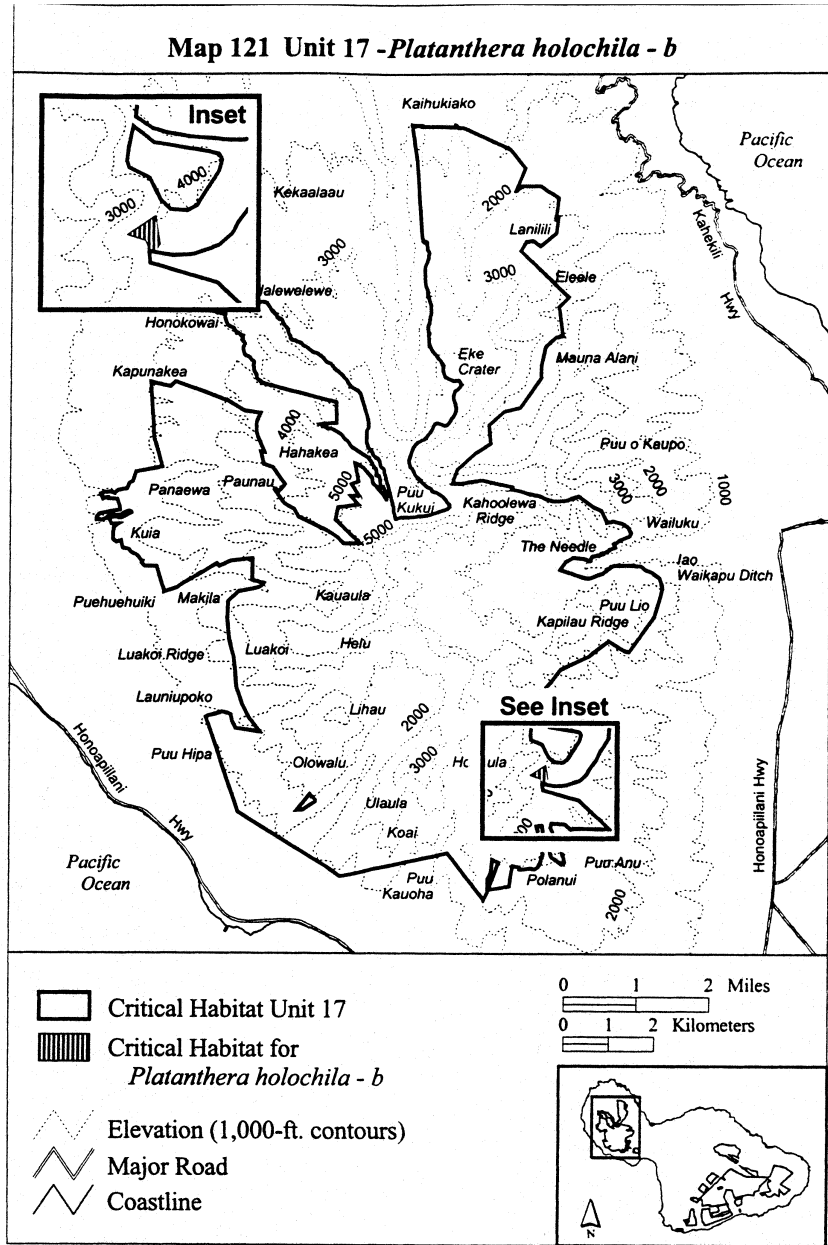 Map 121 Unit 17 -Platanthera holochila - b
Inset
4000
3000
Kaihukiako
Pacific
Ocean
Kekaalaau
2000
Lanilili
Kahekili
3000
3000
Eleele
Hwy
Honokowai
Eke
Crater
Mauna Alani
Kapunakea
4000
Hahakea
Puu o Kaupo
2000
3000
1000
Panaewa
Paunau
5000
Puu
Kukui
Kahoolewa
Ridge
Wailuku
Kuia
5000
The Needle
Iao
Waikapu Ditch
Puehuehuiki
Makila
Kauaula
Puu Lio
Kapilau Ridge
Luakoi Ridge
Luakoi
Helu
Launiupoko
Lihau
2000
See Inset
Honoapiilani
Hwy
Puu Hipa
Olowalu
3000
Honoapiilani Hwy
Ulaula
Koai
Pacific
Ocean
Puu
Kauoha
Polanui
Puu Anu
2000
Critical Habitat Unit 17
Critical Habitat for
Platanthera holochila - b
Elevation (1,000-ft. contours)
Major Road
Coastline
0 1 2 Miles
0 1 2 Kilometers
N